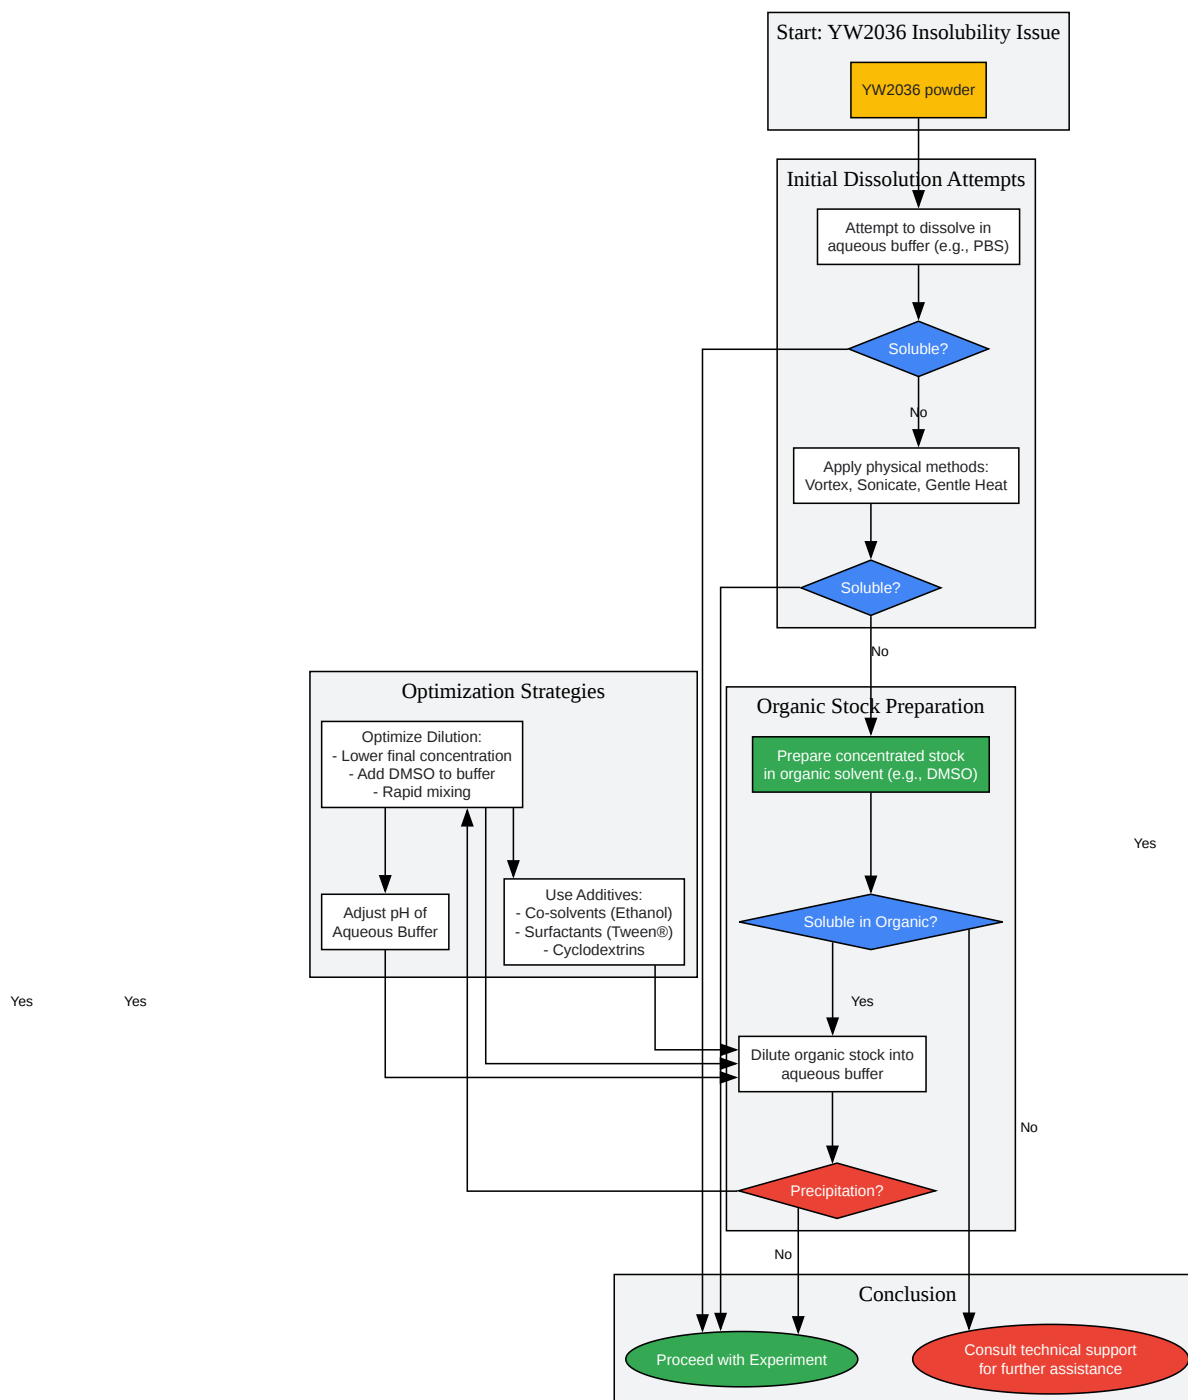 Start: YW2036 Insolubility Issue
YW2036 powder
Initial Dissolution Attempts
Attempt to dissolve in
aqueous buffer (e.g., PBS)
Soluble?
No
Apply physical methods:
Vortex, Sonicate, Gentle Heat
Soluble?
No
Optimization Strategies
Optimize Dilution:
- Lower final concentration
- Add DMSO to buffer
- Rapid mixing
Adjust pH of
Aqueous Buffer
Use Additives:
- Co-solvents (Ethanol)
- Surfactants (Tween®)
- Cyclodextrins
Organic Stock Preparation
Prepare concentrated stock
in organic solvent (e.g., DMSO)
Yes
Soluble in Organic?
Yes
Yes
Yes
Dilute organic stock into
aqueous buffer
No
Precipitation?
No
Conclusion
Proceed with Experiment
Consult technical support
for further assistance